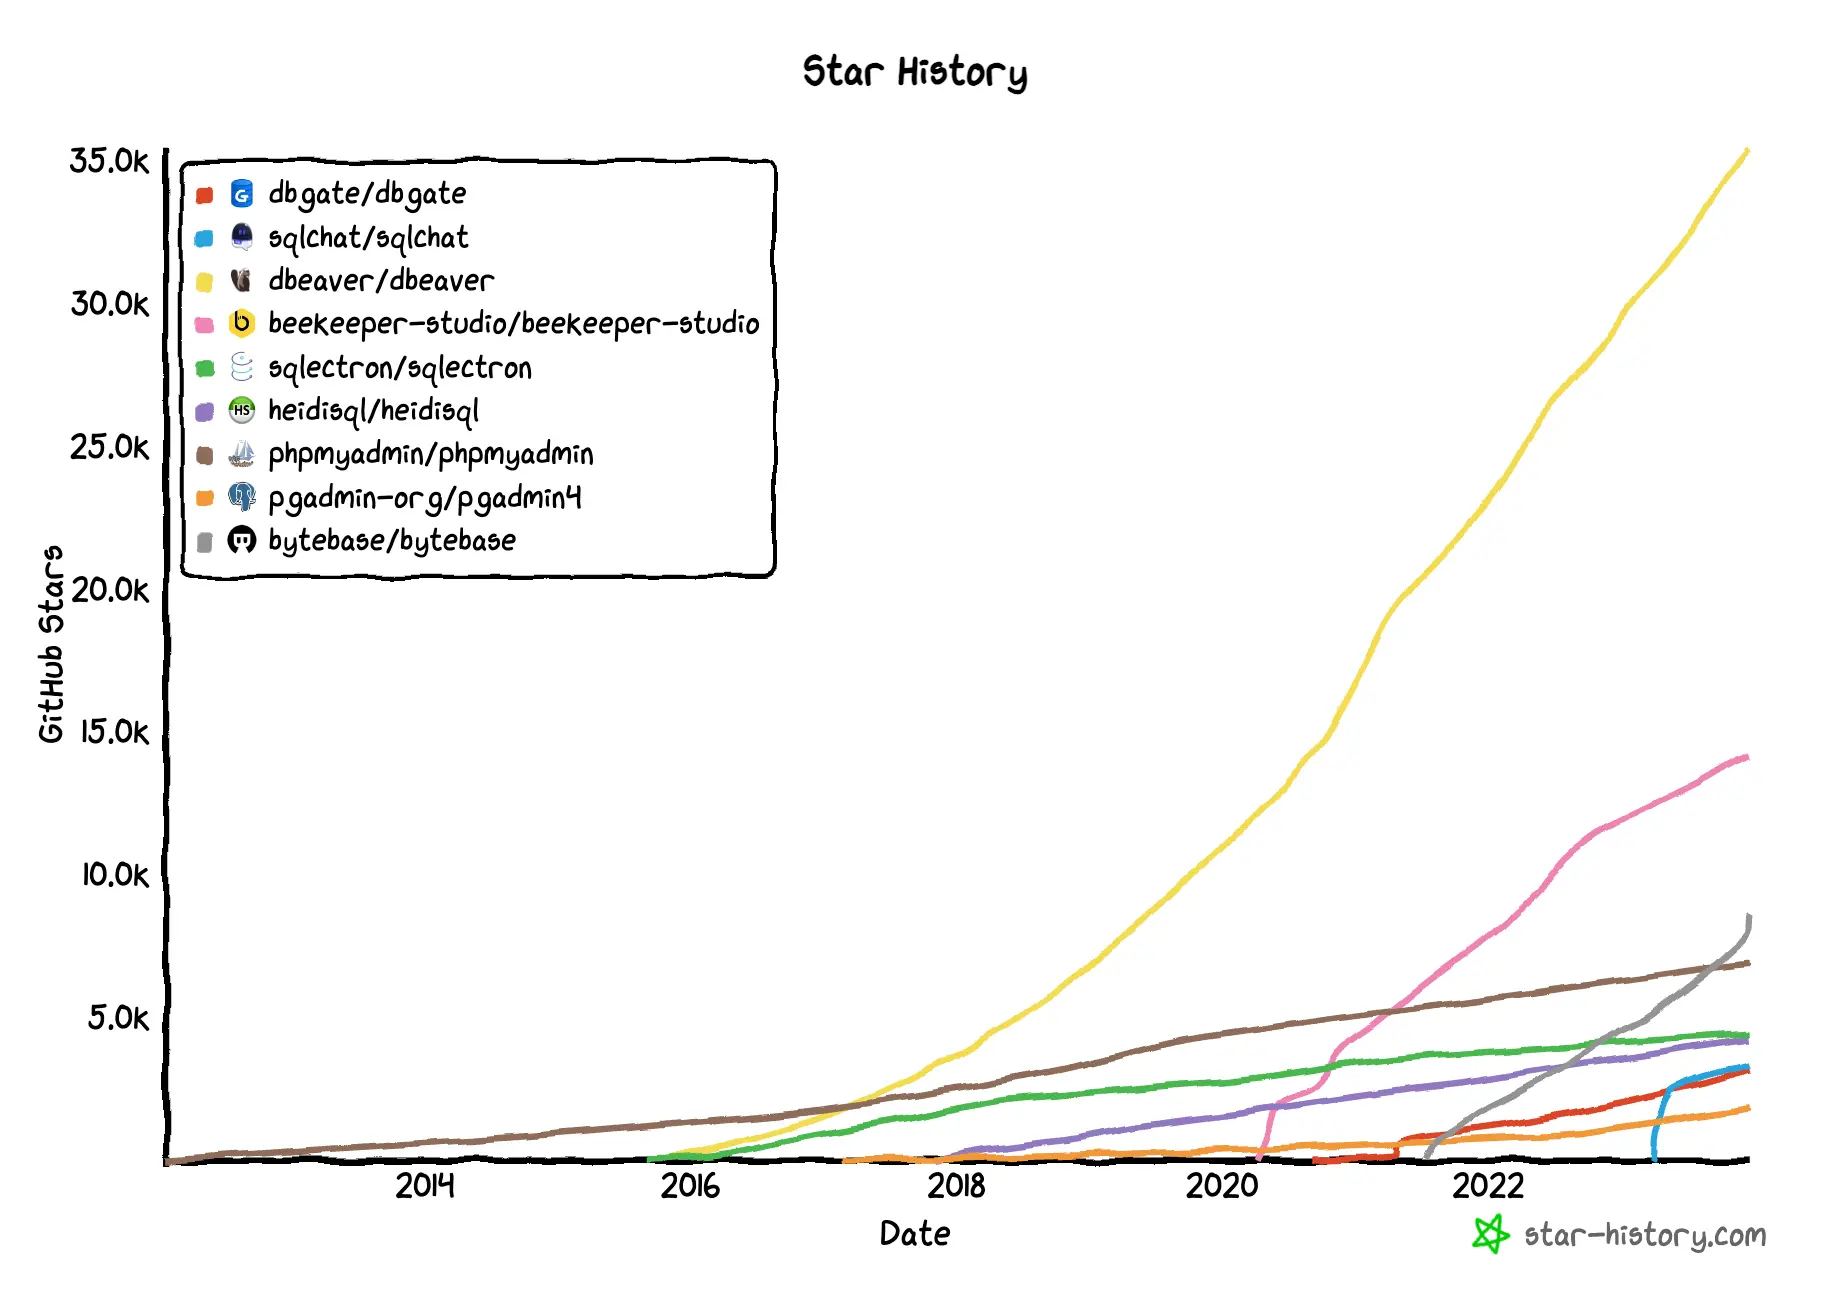 Star History
35.0k
30.0k
25.0k
20.0k
15.0k
10.0k
5.0k
GitHub Stars
G dbgate/dbgate
sqlchat/sqlchat
dbeaver/dbeaver
b beekeeper-studio/beekeeper-studio
sqlectron/sqlectron
HS heidisql/heidisql
phpmyadmin/phpmyadmin
pgadmin-org/pgadmin4
bytebase/bytebase
2014 2016 2018 2020 2022
Date
star-history.com